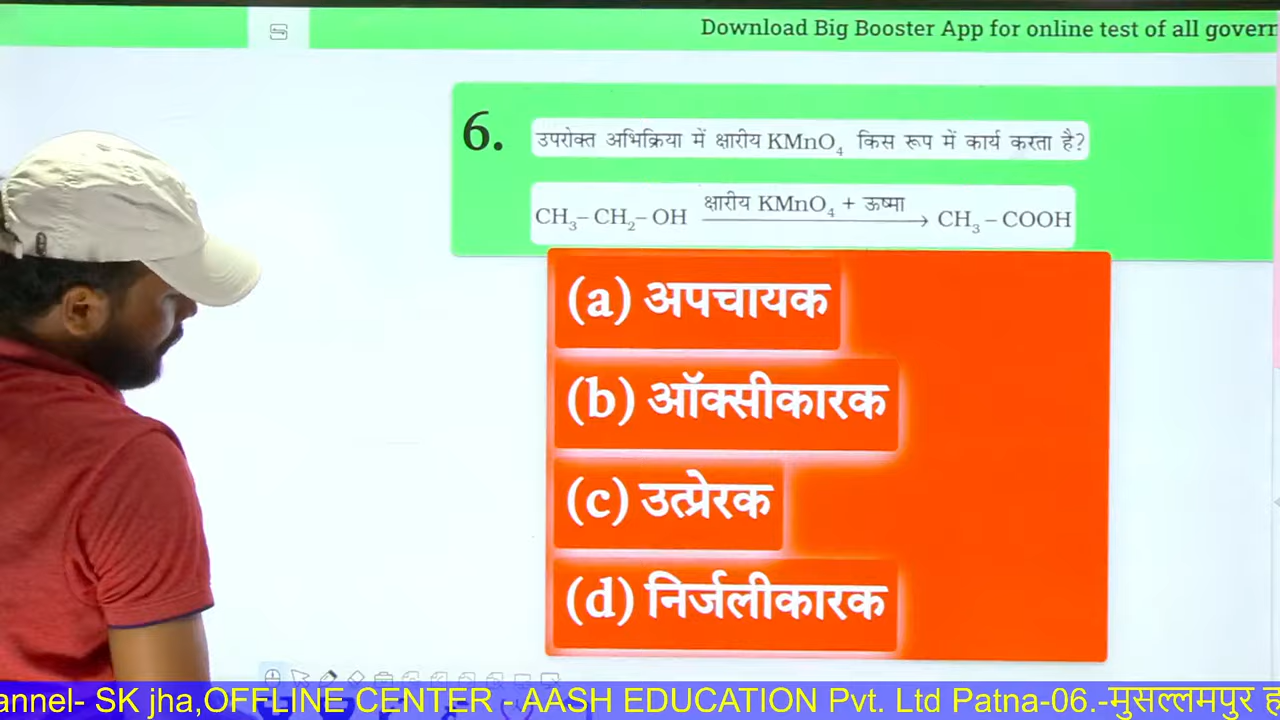 Download Big Booster App for online test of all govern
6. उपरोक्त अभिक्रिया में क्षारीय KMnO₄ किस रूप में कार्य करता है?
क्षारीय KMnO₄ + ऊष्मा
CH₃– CH₂– OH ⟶ CH₃ – COOH
(a) अपचायक
(b) ऑक्सीकारक
(c) उत्प्रेरक
(d) निर्जलीकारक
annel- SK jha,OFFLINE CENTER - AASH EDUCATION Pvt. Ltd Patna-06.-मुसल्लमपुर ह